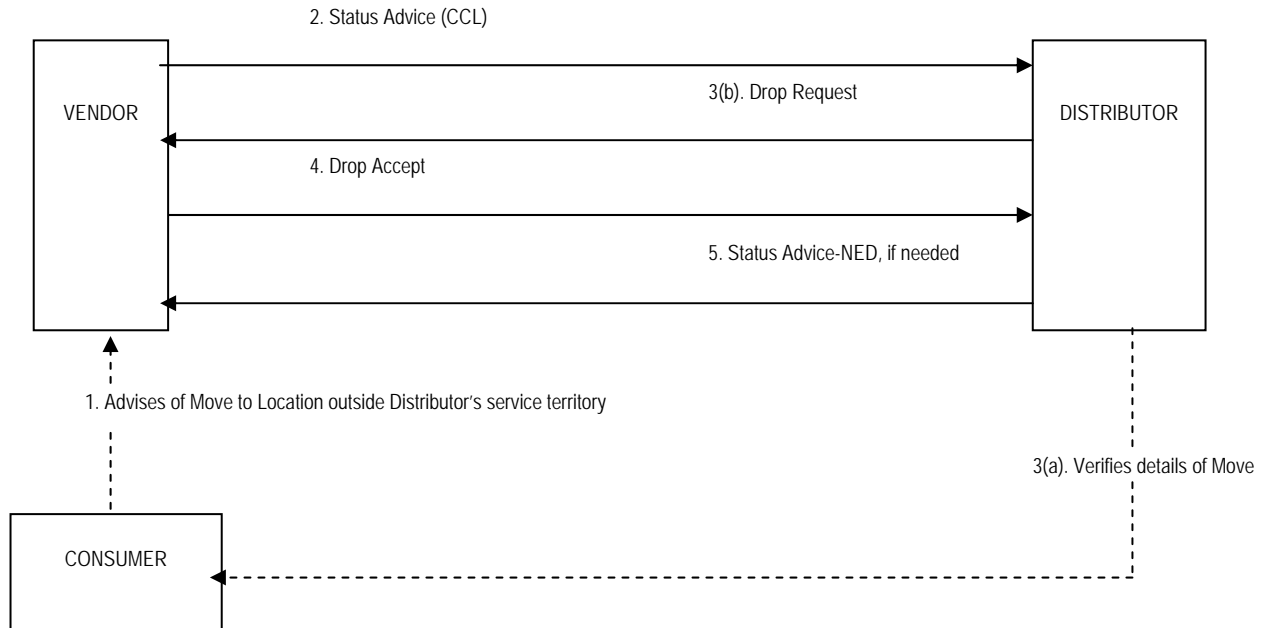 2. Status Advice (CCL)
3(b). Drop Request
VENDOR
DISTRIBUTOR
4. Drop Accept
5. Status Advice-NED, if needed
1. Advises of Move to Location outside Distributor’s service territory
3(a). Verifies details of Move
CONSUMER